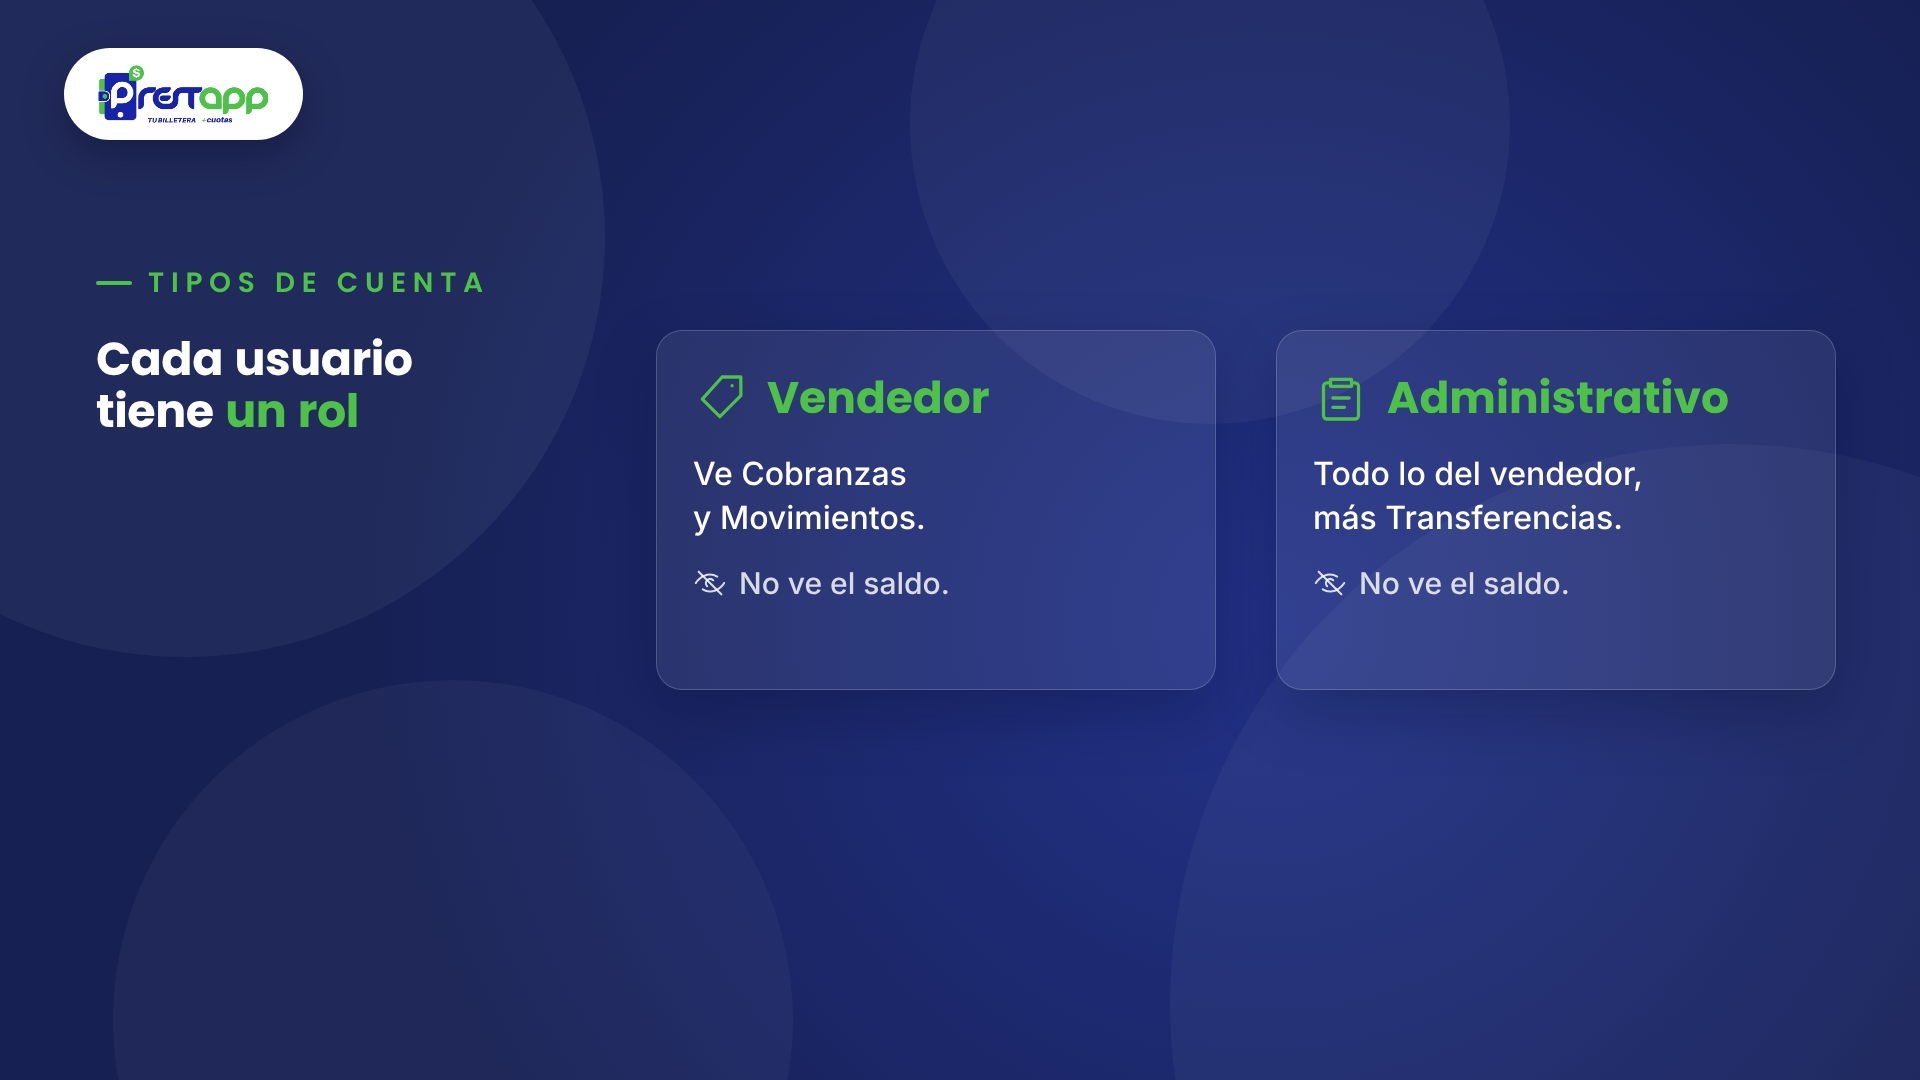 $
Prestapp
TU BILLETERA +cuotas
TIPOS DE CUENTA
Cada usuario
tiene un rol
Vendedor
Ve Cobranzas
y Movimientos.
No ve el saldo.
Administrativo
Todo lo del vendedor,
más Transferencias.
No ve el saldo.